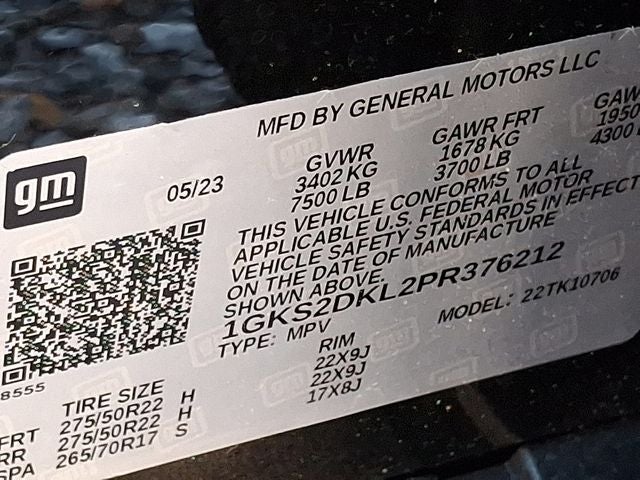 MFD BY GENERAL MOTORS LLC
gm
05/23
GVWR
3402 KG
7500 LB
GAWR FRT
1678 KG
3700 LB
1950
4300
THIS VEHICLE CONFORMS TO ALL
APPLICABLE U.S. FEDERAL MOTOR
VEHICLE SAFETY STANDARDS IN EFFECT
ON THE DATE OF MANUFACTURE
SHOWN ABOVE.
1GKS2DKL2PR376212
TYPE: MPV
MODEL: 22TK10706
8555
TIRE SIZE
RIM
FRT 275/50R22 H 22X9J
RR 275/50R22 H 22X9J
SPA 265/70R17 S 17X8J